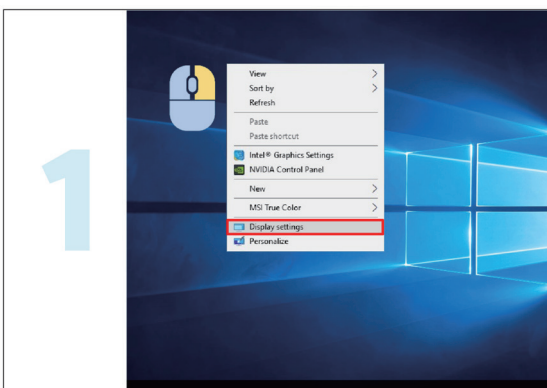 1
View
Sort by
Refresh
Paste
Paste shortcut
Intel® Graphics Settings
NVIDIA Control Panel
New
MSI True Color
Display settings
Personalize